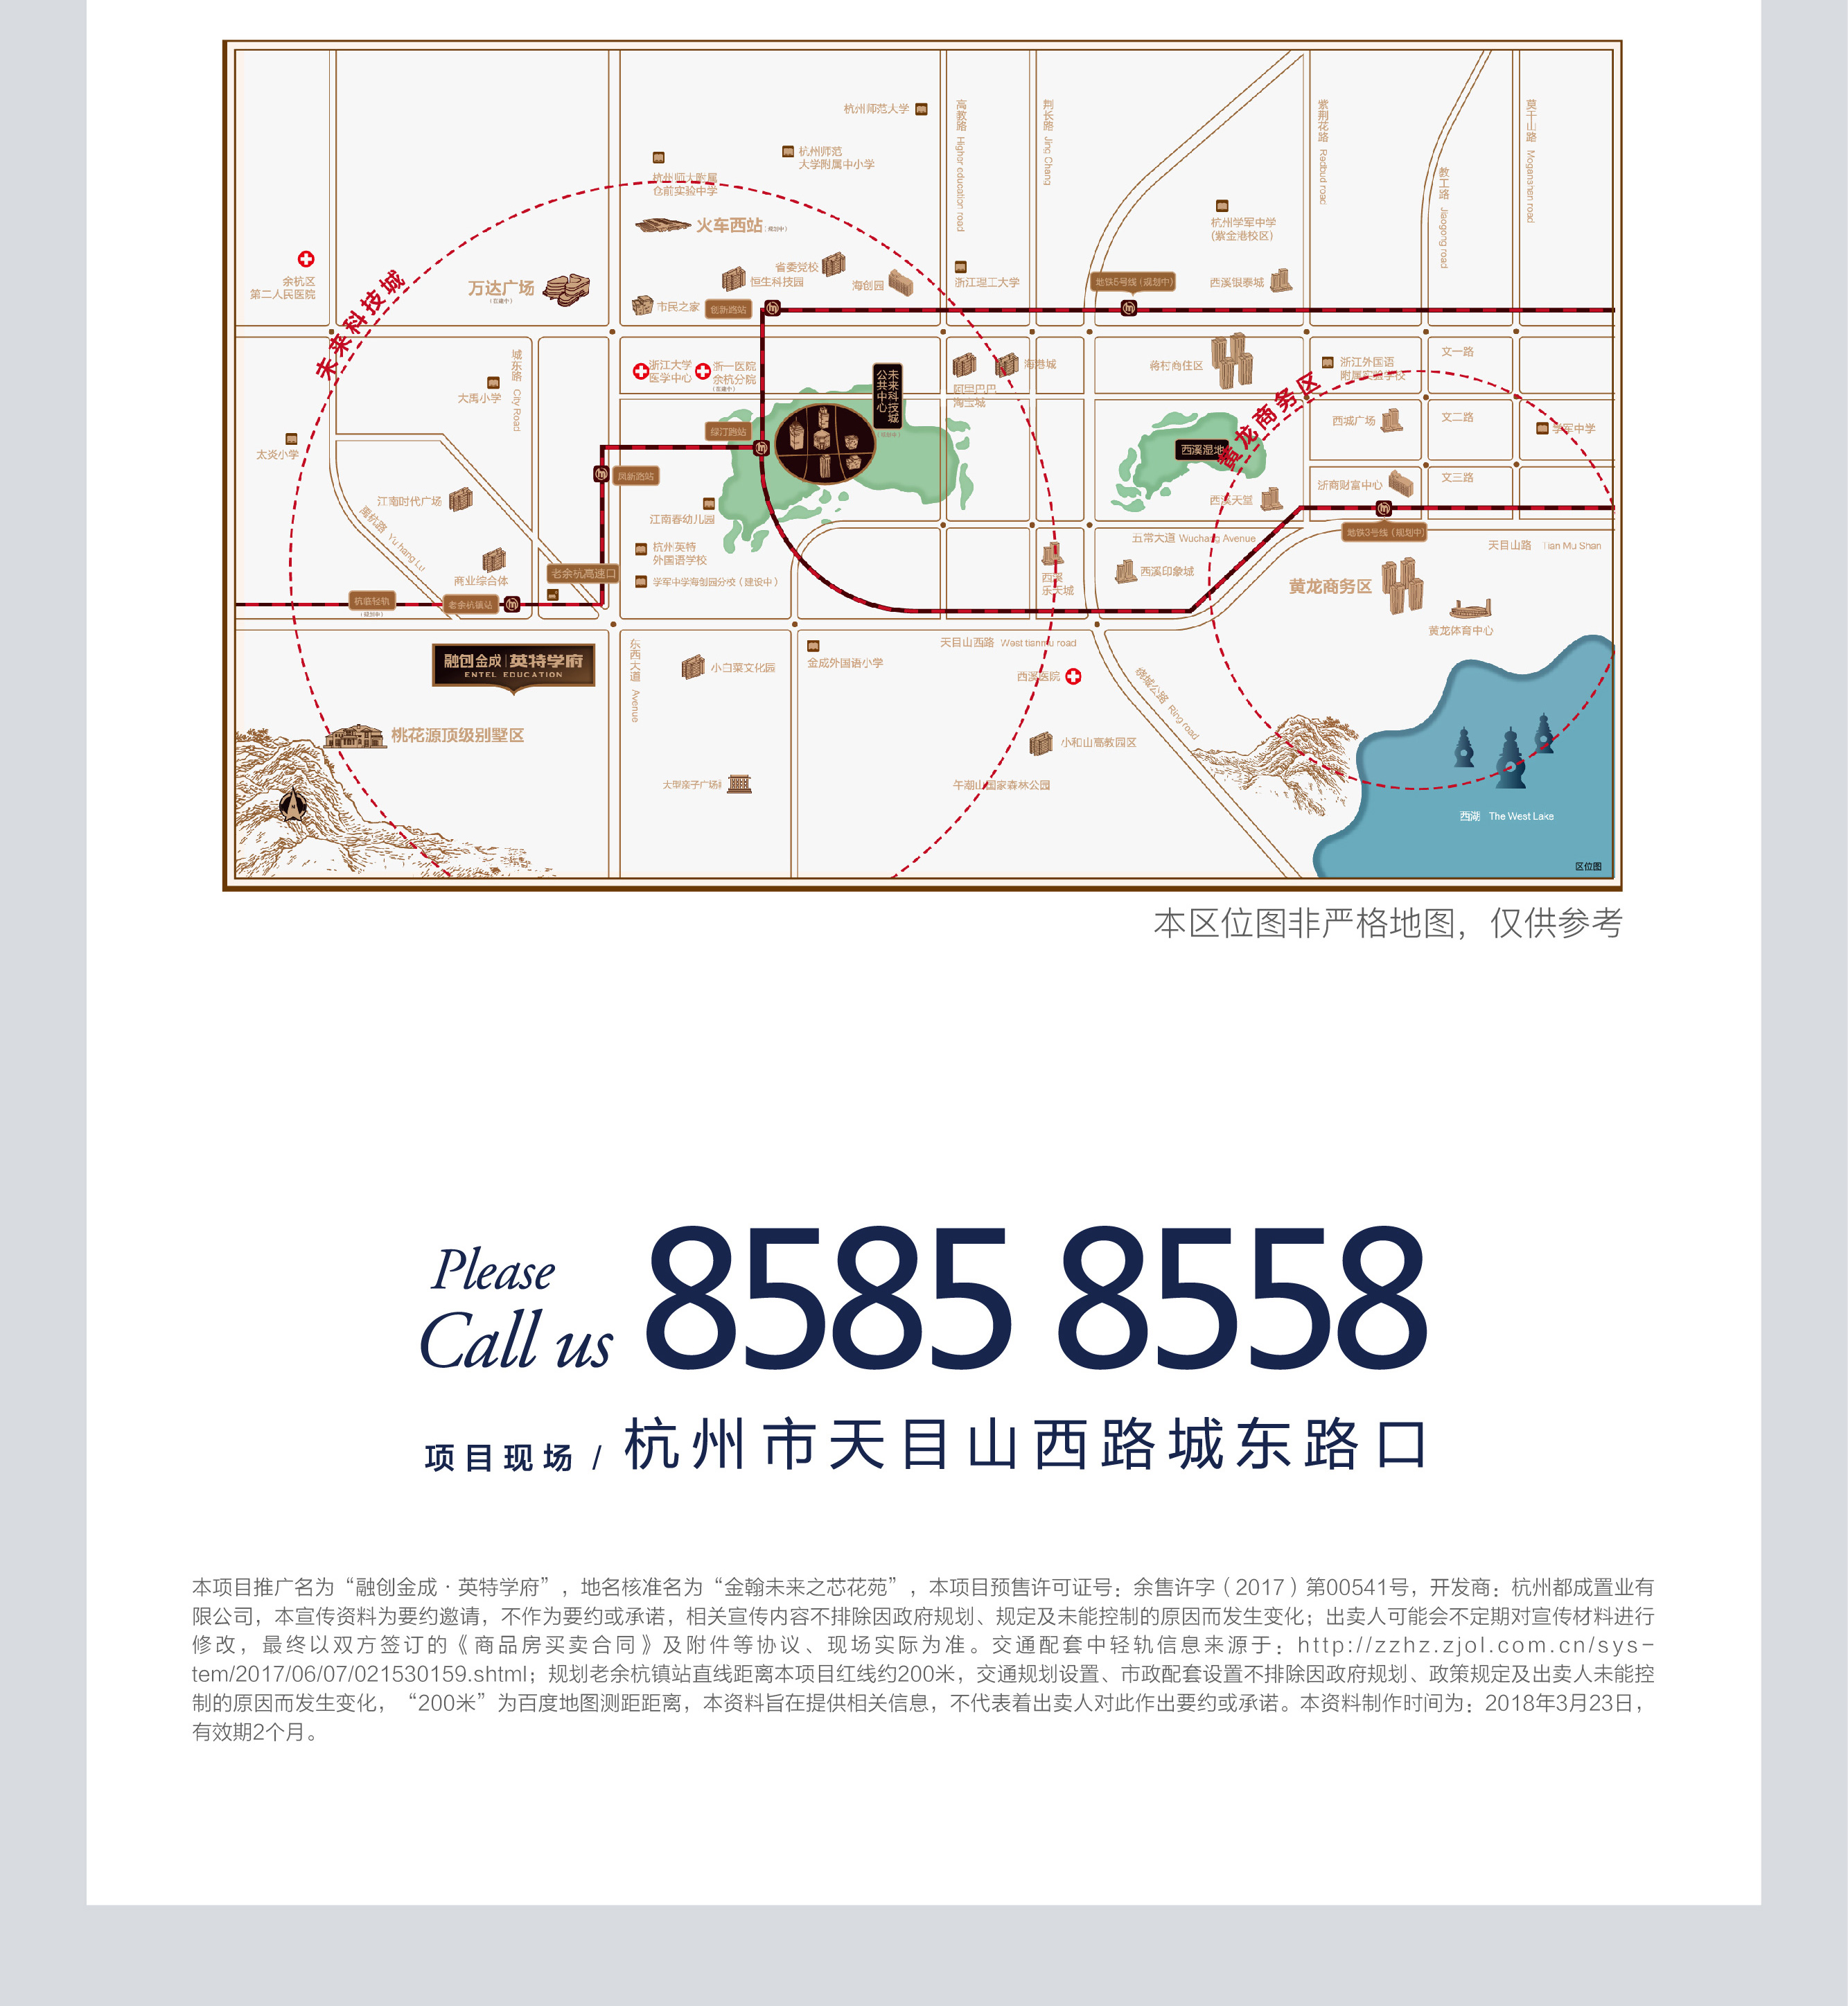 杭州师范大学
杭州师范
大学附属中小学
杭州师大附属
仓前实验中学
高教路 Higher education road
荆长路 Jing Chang
紫荆花路 Redbud road
教工路 Jiaogong road
莫干山路 Moganshan road
火车西站
杭州学军中学
(紫金港校区)
余杭区
第二人民医院
未来科技城
万达广场
(在建中)
省委党校
恒生科技园
海创园
浙江理工大学
地铁5号线(规划中)
西溪银泰城
市民之家
创新路站
城东路 City Road
浙江大学
医学中心
浙一医院
余杭分院
(在建中)
未来科技城
公共中心
阿里巴巴
淘宝城
海港城
蒋村商住区
浙江外国语
附属实验学校
文一路
大禹小学
黄龙商务区
西城广场
文二路
学军中学
太炎小学
绿汀路站
西溪湿地
凤新路站
文三路
浙商财富中心
江南时代广场
西溪天堂
禹杭路 Yu hang Lu
江南春幼儿园
地铁3号线(规划中)
五常大道 Wuchang Avenue
天目山路 Tian Mu Shan
杭州英特
外国语学校
商业综合体
老余杭高速口
学军中学海创园分校(建设中)
西溪
乐天城
西溪印象城
黄龙商务区
杭临轻轨
(规划中)
老余杭镇站
黄龙体育中心
融创金成 英特学府
ENTEL EDUCATION
东西大道 Avenue
小白菜文化园
金成外国语小学
天目山西路 West tianmu road
西溪医院
绕城公路 Ring road
桃花源顶级别墅区
小和山高教园区
大型亲子广场
午潮山国家森林公园
西湖 The West Lake
区位图
本区位图非严格地图，仅供参考
Please
Call us 8585 8558
项目现场 / 杭州市天目山西路城东路口
本项目推广名为“融创金成·英特学府”，地名核准名为“金翰未来之芯花苑”，本项目预售许可证号：余售许字（2017）第00541号，开发商：杭州都成置业有
限公司，本宣传资料为要约邀请，不作为要约或承诺，相关宣传内容不排除因政府规划、规定及未能控制的原因而发生变化；出卖人可能会不定期对宣传材料进行
修改，最终以双方签订的《商品房买卖合同》及附件等协议、现场实际为准。交通配套中轻轨信息来源于：http://zzhz.zjol.com.cn/sys-
tem/2017/06/07/021530159.shtml；规划老余杭镇站直线距离本项目红线约200米，交通规划设置、市政配套设置不排除因政府规划、政策规定及出卖人未能控
制的原因而发生变化，“200米”为百度地图测距距离，本资料旨在提供相关信息，不代表着出卖人对此作出要约或承诺。本资料制作时间为：2018年3月23日，
有效期2个月。